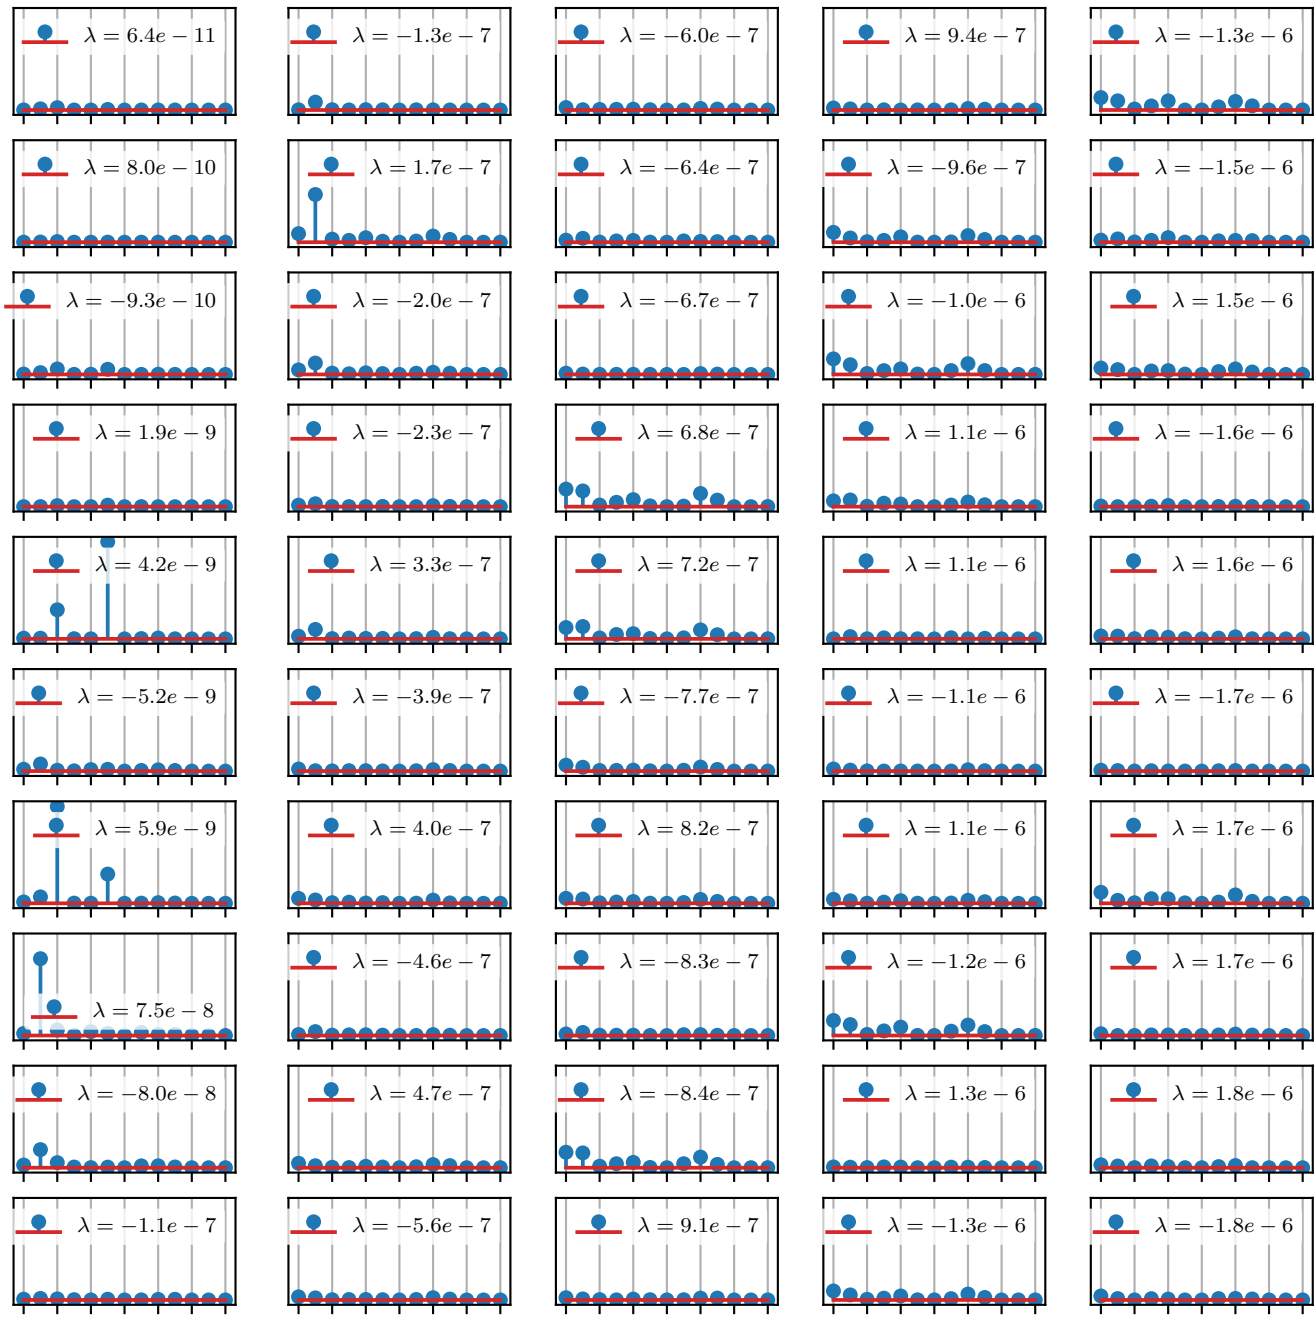 λ = 6.4e − 11
λ = −1.3e − 7
λ = −6.0e − 7
λ = 9.4e − 7
λ = −1.3e − 6
λ = 8.0e − 10
λ = 1.7e − 7
λ = −6.4e − 7
λ = −9.6e − 7
λ = −1.5e − 6
λ = −9.3e − 10
λ = −2.0e − 7
λ = −6.7e − 7
λ = −1.0e − 6
λ = 1.5e − 6
λ = 1.9e − 9
λ = −2.3e − 7
λ = 6.8e − 7
λ = 1.1e − 6
λ = −1.6e − 6
λ = 4.2e − 9
λ = 3.3e − 7
λ = 7.2e − 7
λ = 1.1e − 6
λ = 1.6e − 6
λ = −5.2e − 9
λ = −3.9e − 7
λ = −7.7e − 7
λ = −1.1e − 6
λ = −1.7e − 6
λ = 5.9e − 9
λ = 4.0e − 7
λ = 8.2e − 7
λ = 1.1e − 6
λ = 1.7e − 6
λ = 7.5e − 8
λ = −4.6e − 7
λ = −8.3e − 7
λ = −1.2e − 6
λ = 1.7e − 6
λ = −8.0e − 8
λ = 4.7e − 7
λ = −8.4e − 7
λ = 1.3e − 6
λ = 1.8e − 6
λ = −1.1e − 7
λ = −5.6e − 7
λ = 9.1e − 7
λ = −1.3e − 6
λ = −1.8e − 6